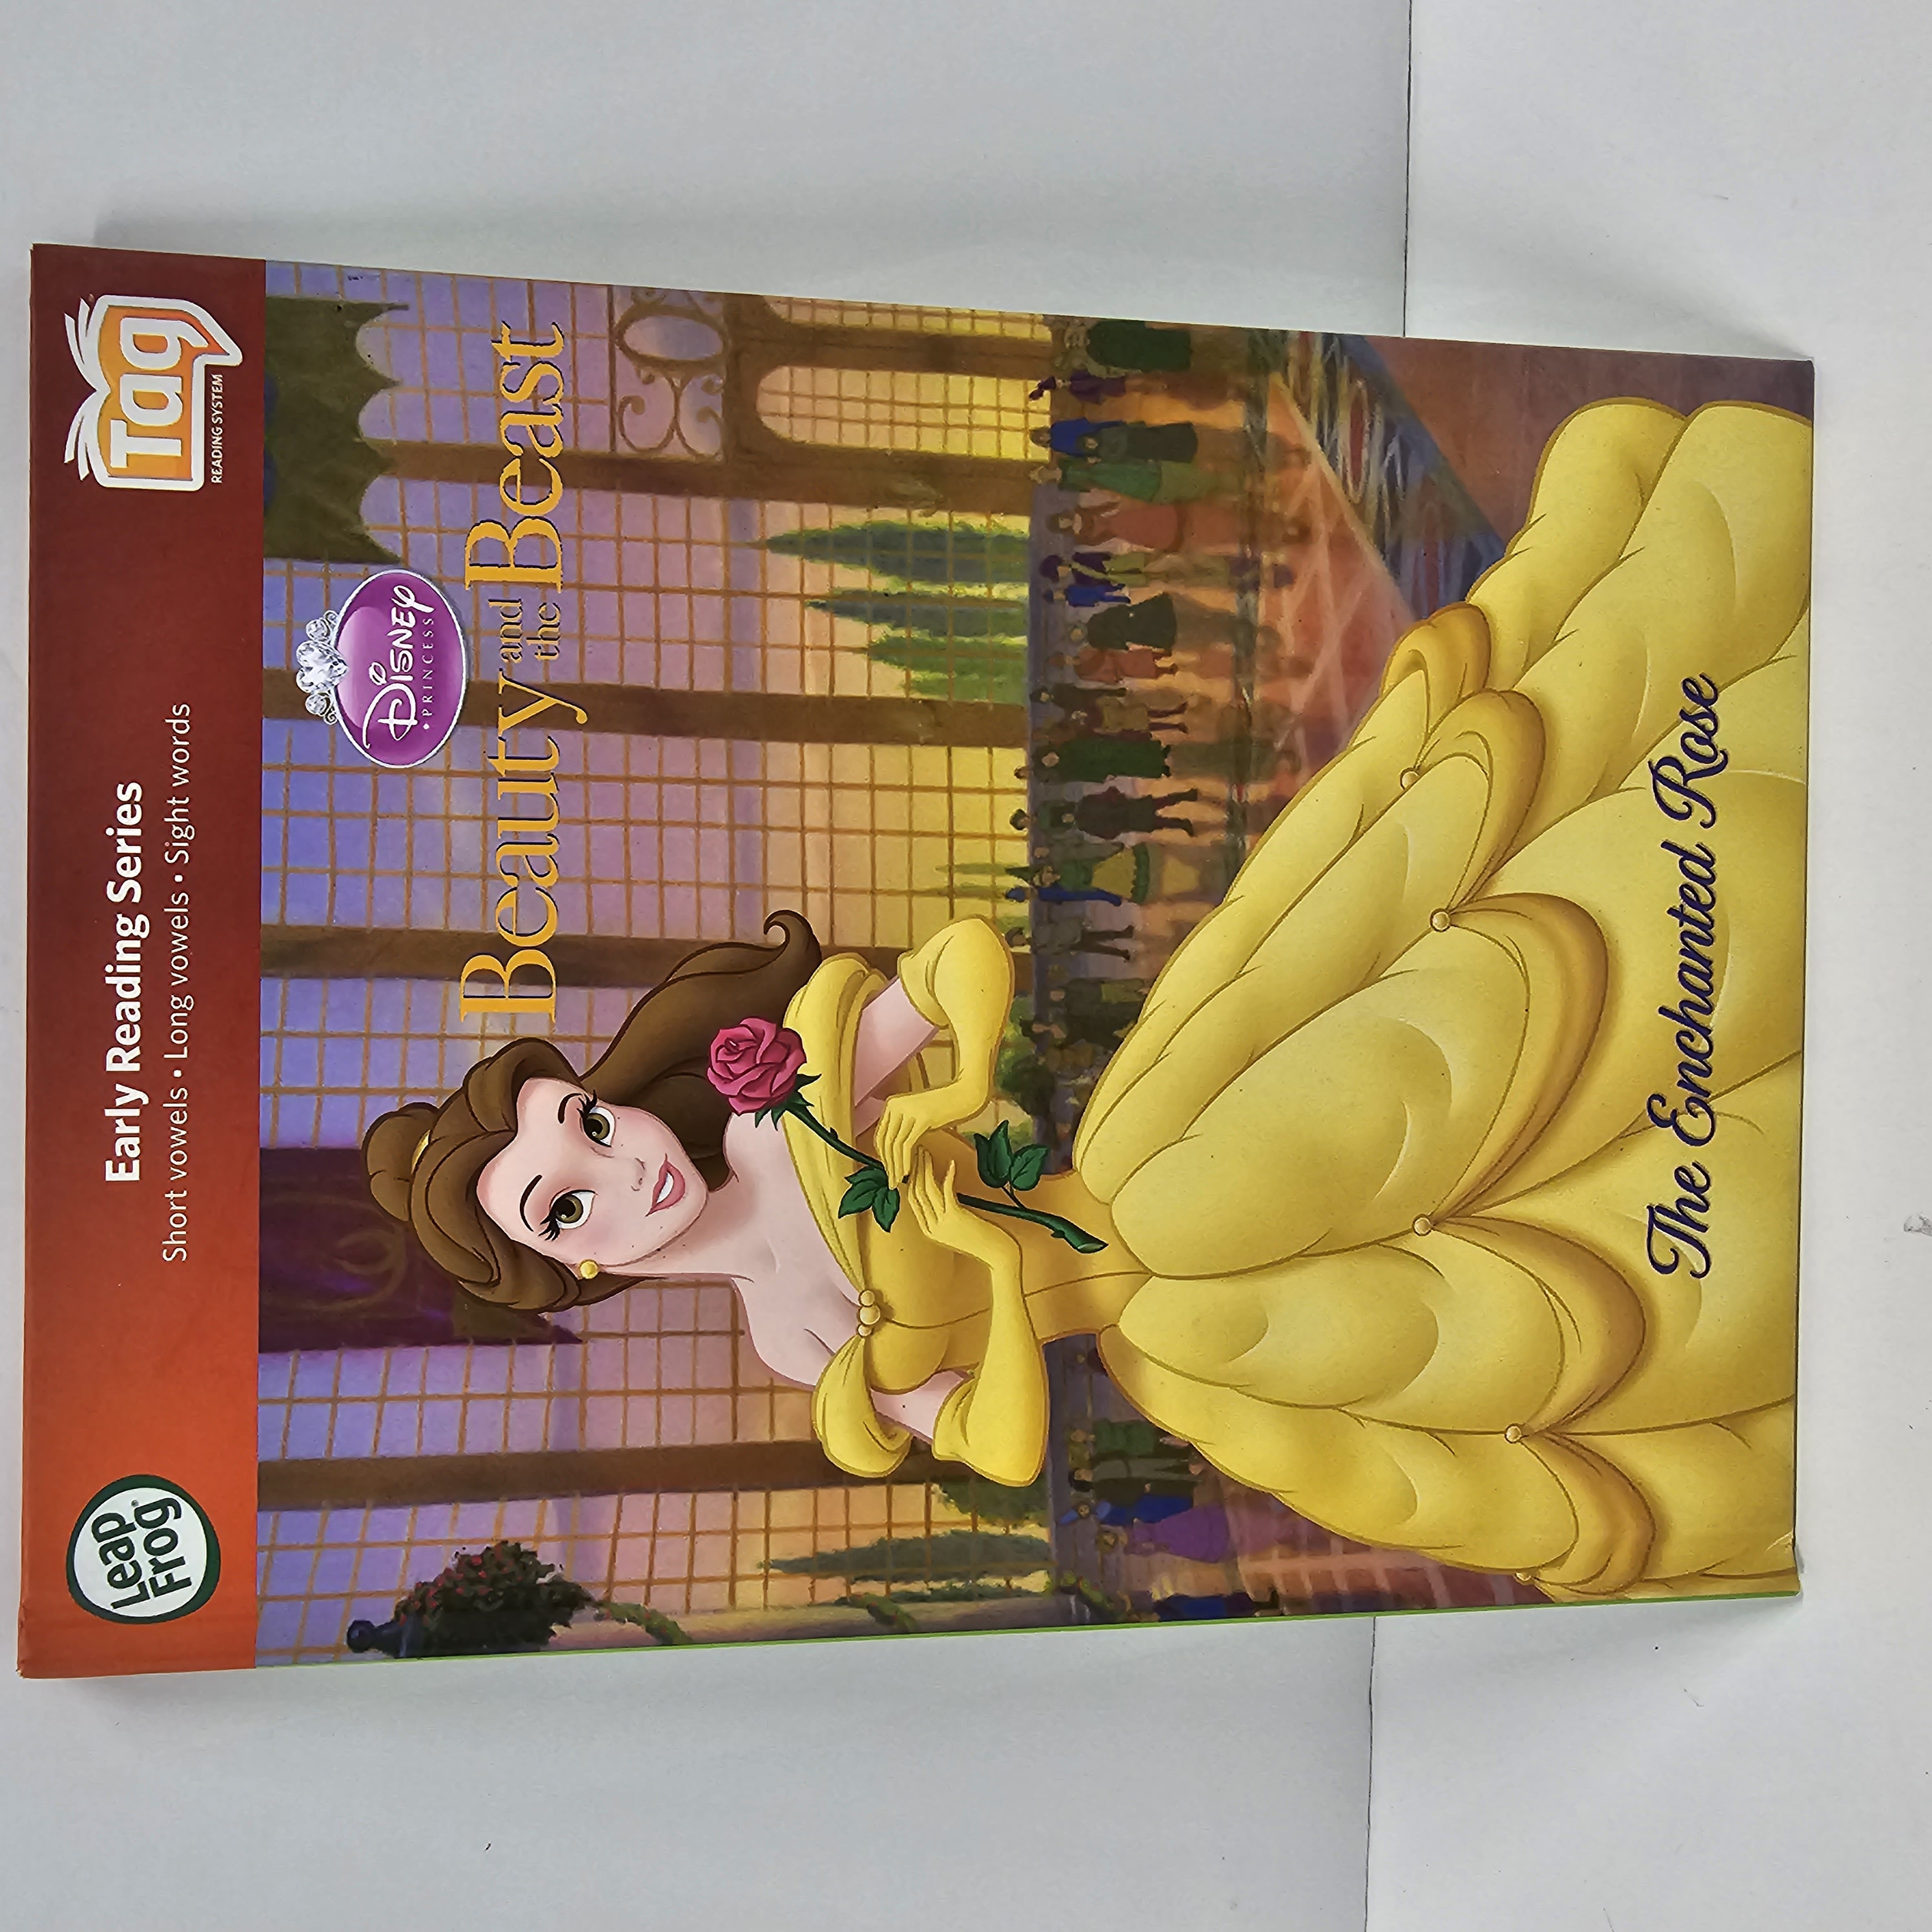 Leap
Frog
Early Reading Series
Short vowels • Long vowels • Sight words
Tag
READING SYSTEM
Disney
•PRINCESS
Beauty and the Beast
The Enchanted Rose